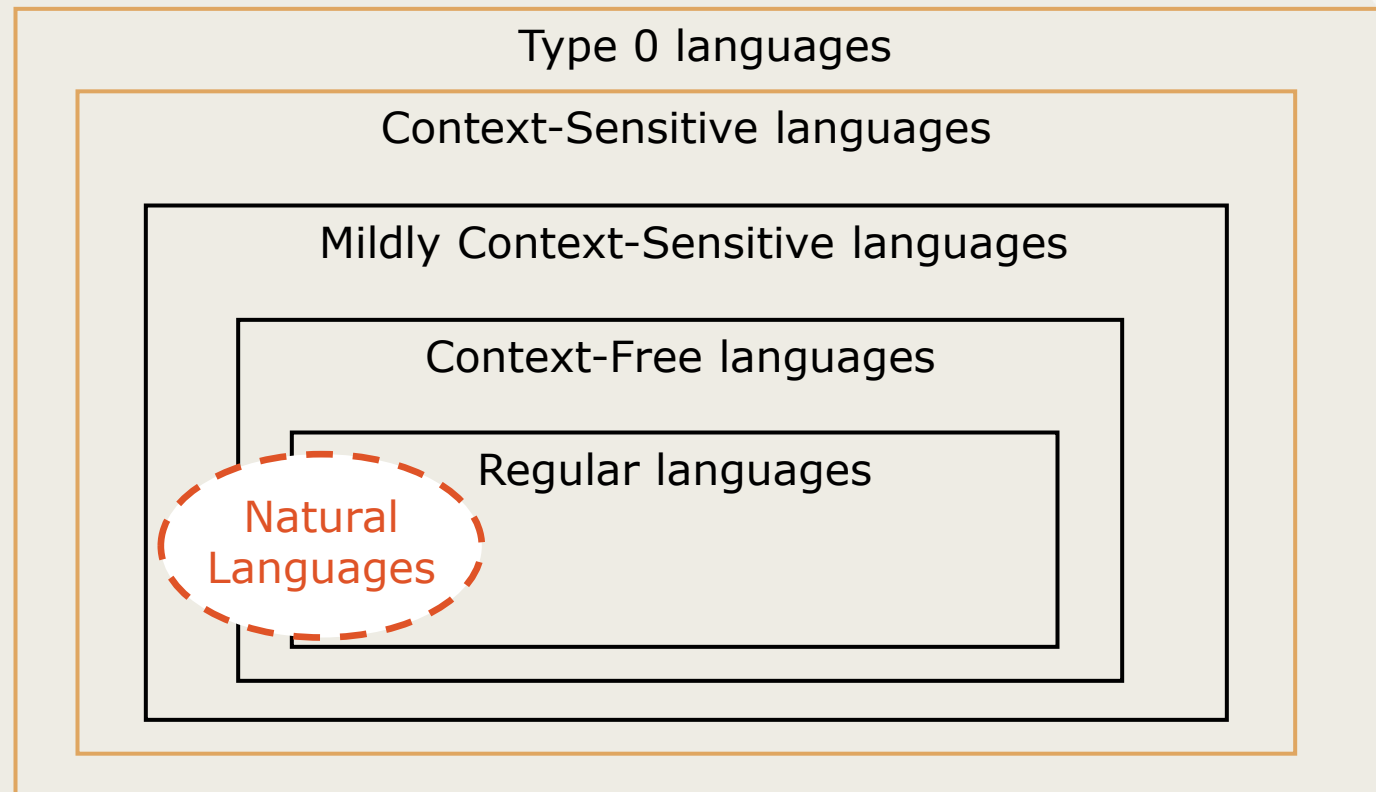 Type 0 languages
Context-Sensitive languages
Mildly Context-Sensitive languages
Context-Free languages
Regular languages
Natural
Languages